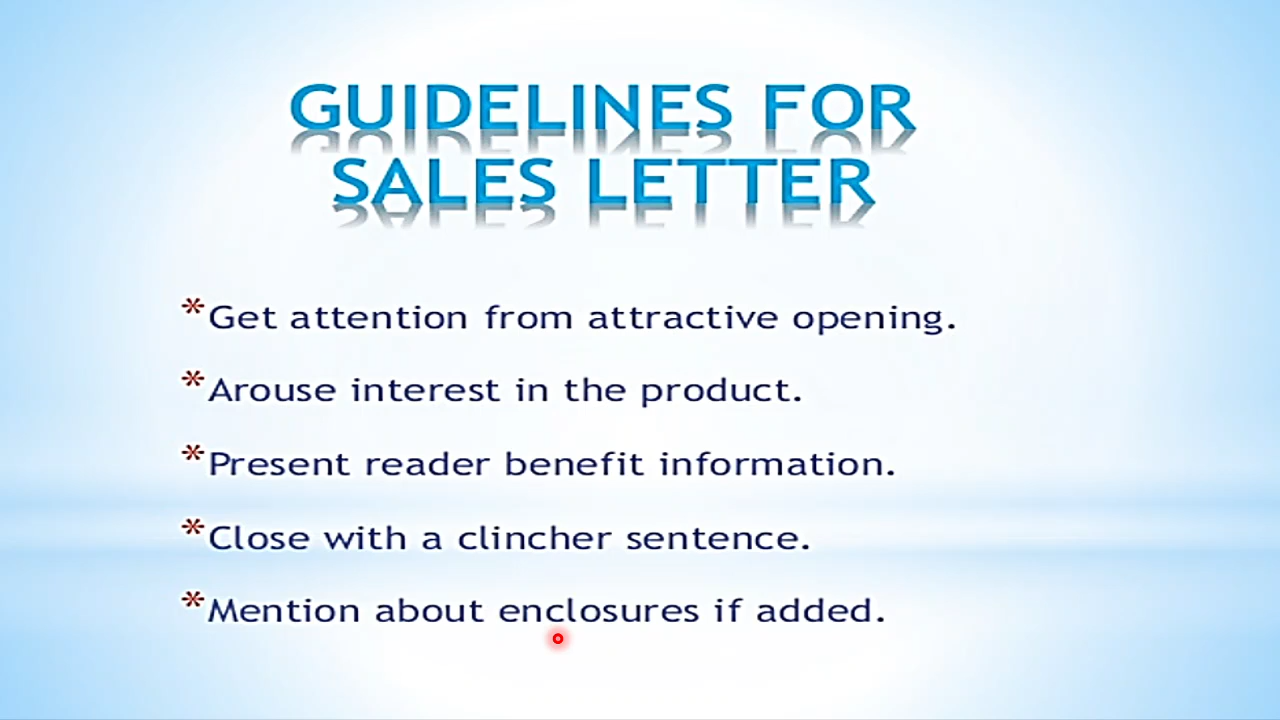 GUIDELINES FOR
SALES LETTER
*Get attention from attractive opening.
*Arouse interest in the product.
*Present reader benefit information.
*Close with a clincher sentence.
*Mention about enclosures if added.